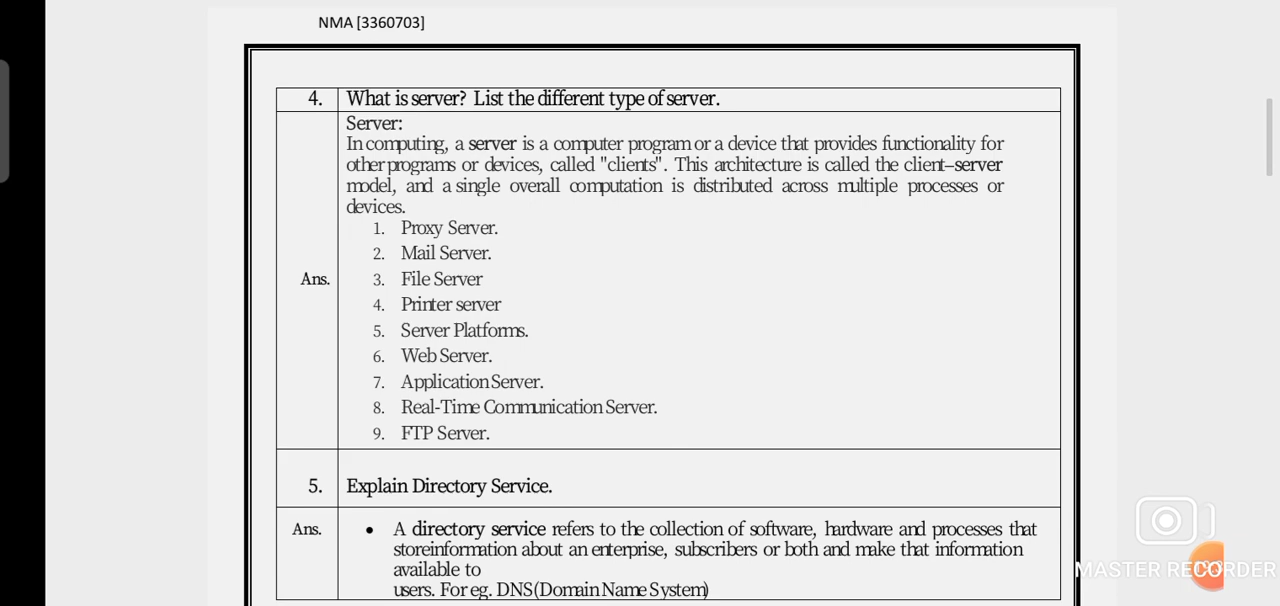 NMA [3360703]
4. What is server? List the different type of server.
Server:
In computing, a server is a computer program or a device that provides functionality for
other programs or devices, called "clients". This architecture is called the client–server
model, and a single overall computation is distributed across multiple processes or
devices.
1. Proxy Server.
2. Mail Server.
Ans. 3. File Server
4. Printer server
5. Server Platforms.
6. Web Server.
7. Application Server.
8. Real-Time Communication Server.
9. FTP Server.
5. Explain Directory Service.
Ans. • A directory service refers to the collection of software, hardware and processes that
storeinformation about an enterprise, subscribers or both and make that information
available to
users. For eg. DNS(Domain Name System)
MASTER RECORDER